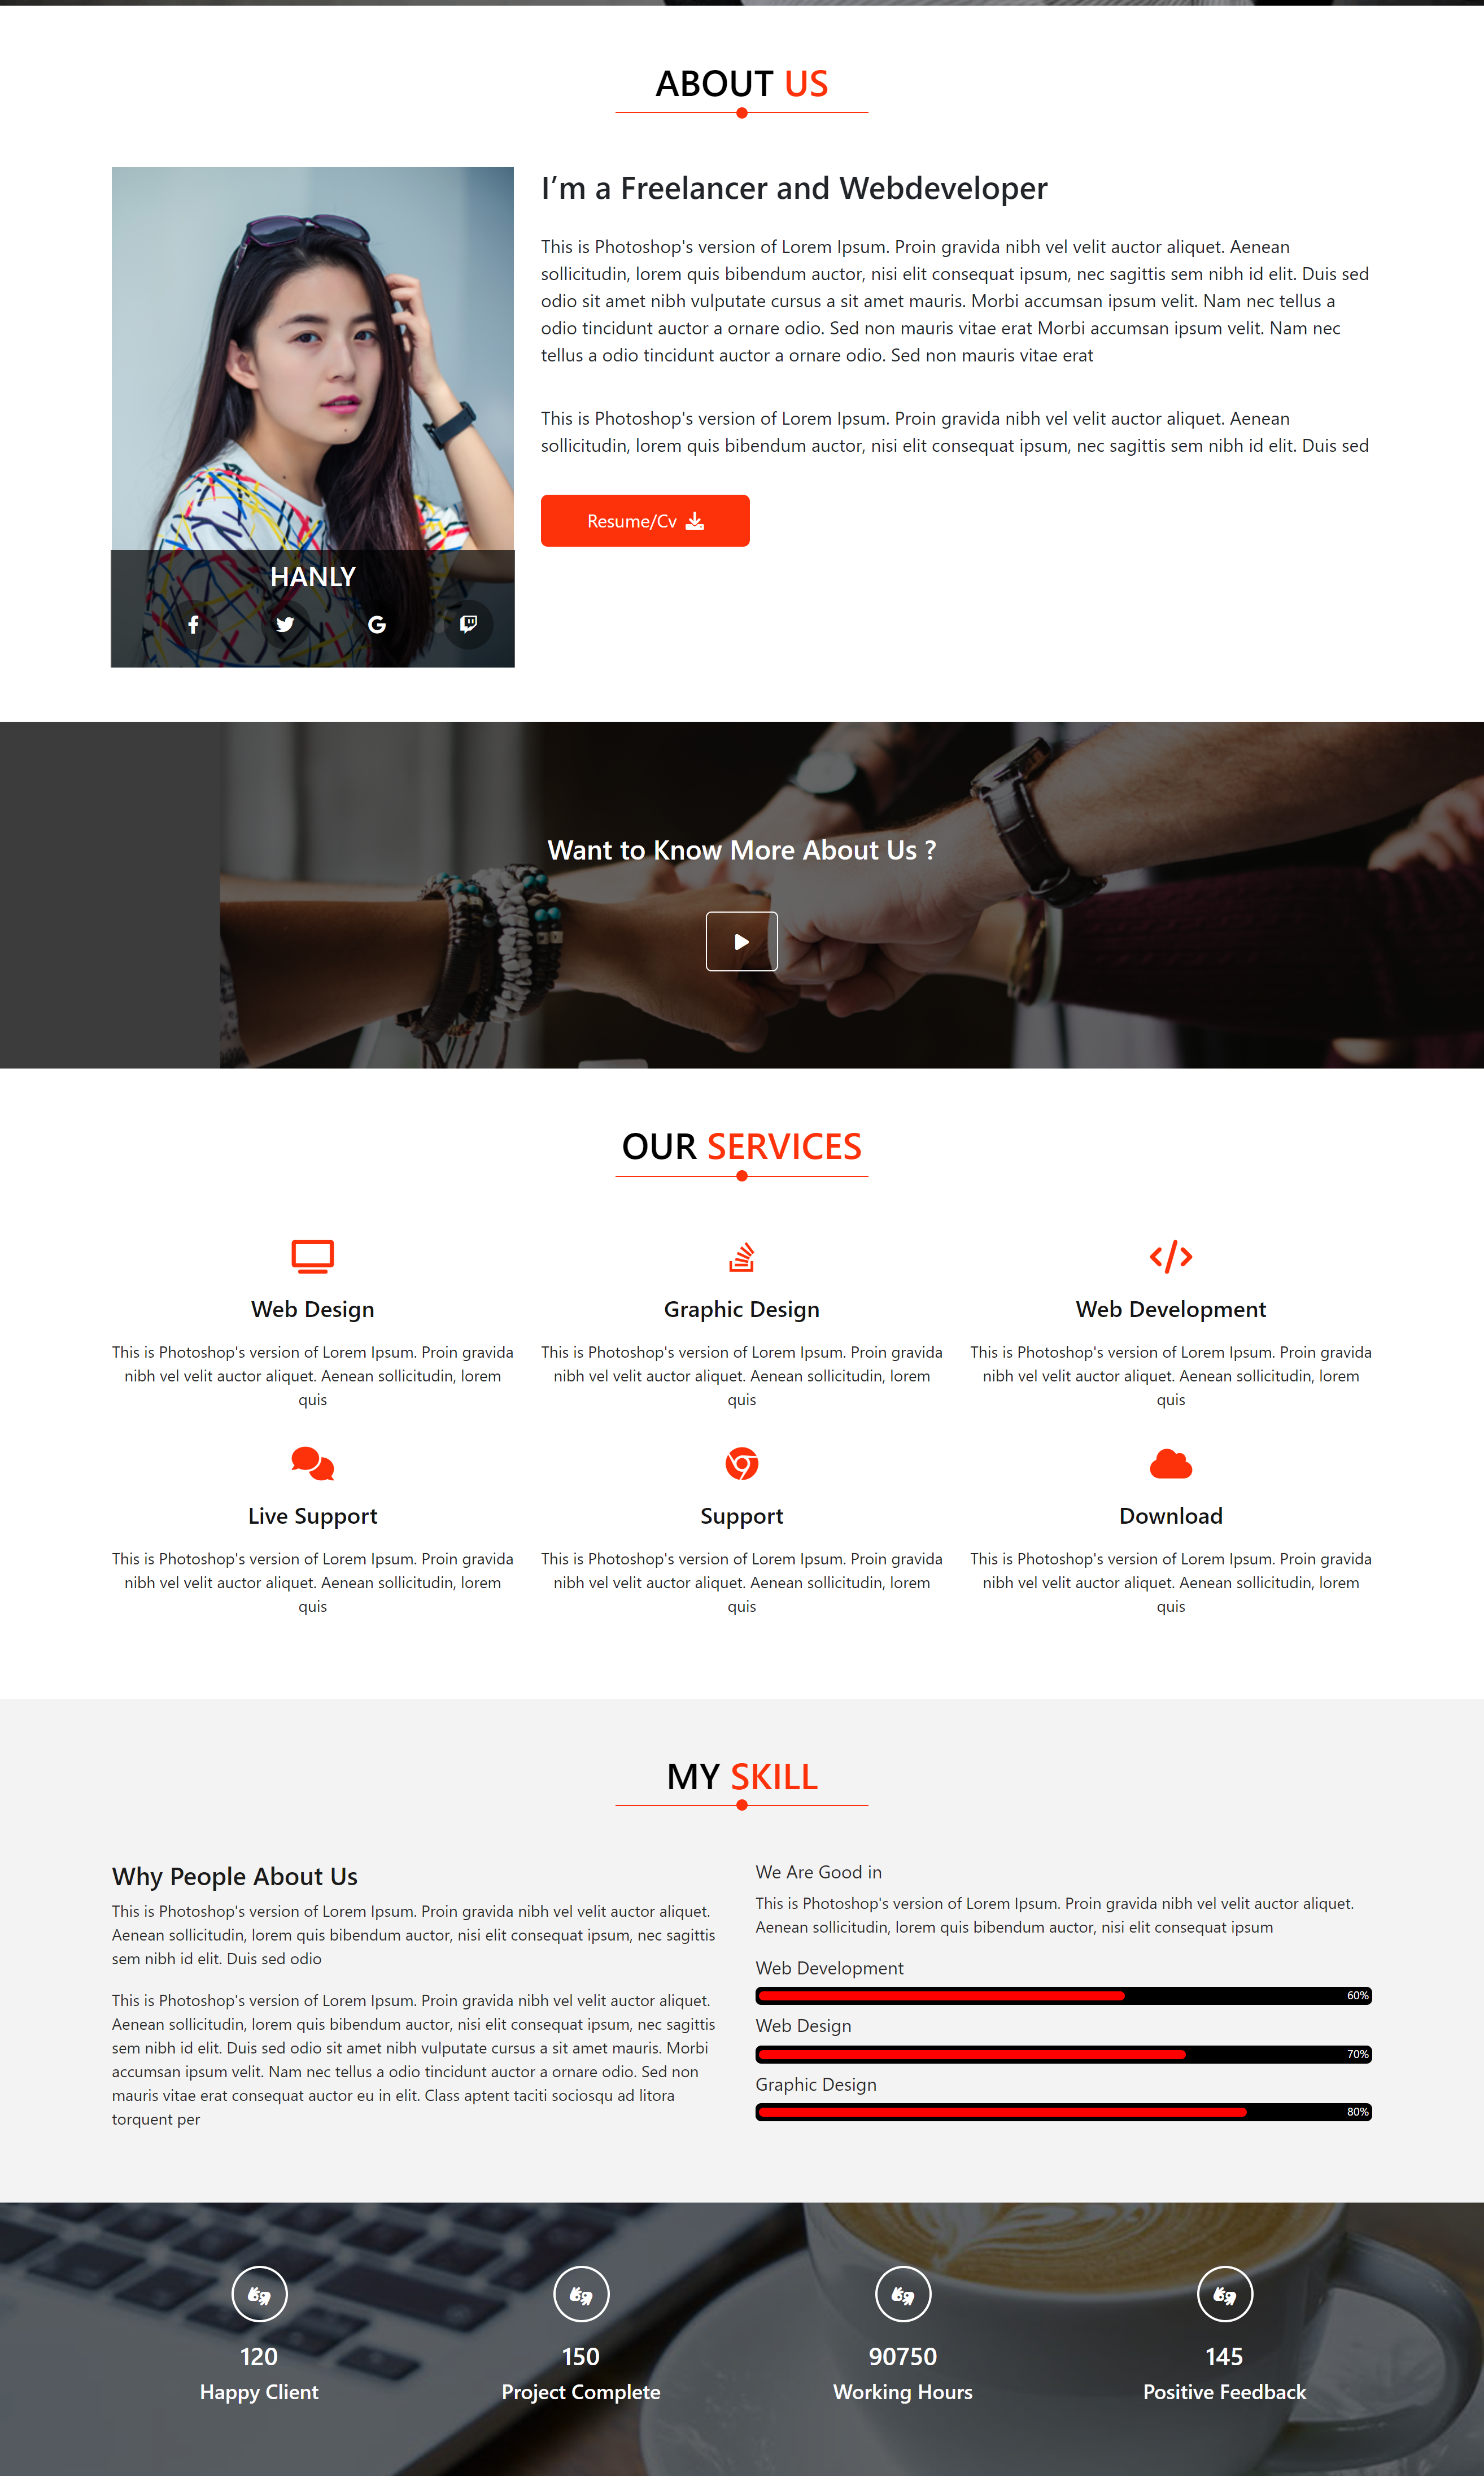 ABOUT US
I’m a Freelancer and Webdeveloper
This is Photoshop's version of Lorem Ipsum. Proin gravida nibh vel velit auctor aliquet. Aenean
sollicitudin, lorem quis bibendum auctor, nisi elit consequat ipsum, nec sagittis sem nibh id elit. Duis sed
odio sit amet nibh vulputate cursus a sit amet mauris. Morbi accumsan ipsum velit. Nam nec tellus a
odio tincidunt auctor a ornare odio. Sed non mauris vitae erat Morbi accumsan ipsum velit. Nam nec
tellus a odio tincidunt auctor a ornare odio. Sed non mauris vitae erat
This is Photoshop's version of Lorem Ipsum. Proin gravida nibh vel velit auctor aliquet. Aenean
sollicitudin, lorem quis bibendum auctor, nisi elit consequat ipsum, nec sagittis sem nibh id elit. Duis sed
Resume/Cv
HANLY
Want to Know More About Us ?
OUR SERVICES
Web Design
This is Photoshop's version of Lorem Ipsum. Proin gravida
nibh vel velit auctor aliquet. Aenean sollicitudin, lorem
quis
Graphic Design
This is Photoshop's version of Lorem Ipsum. Proin gravida
nibh vel velit auctor aliquet. Aenean sollicitudin, lorem
quis
Web Development
This is Photoshop's version of Lorem Ipsum. Proin gravida
nibh vel velit auctor aliquet. Aenean sollicitudin, lorem
quis
Live Support
This is Photoshop's version of Lorem Ipsum. Proin gravida
nibh vel velit auctor aliquet. Aenean sollicitudin, lorem
quis
Support
This is Photoshop's version of Lorem Ipsum. Proin gravida
nibh vel velit auctor aliquet. Aenean sollicitudin, lorem
quis
Download
This is Photoshop's version of Lorem Ipsum. Proin gravida
nibh vel velit auctor aliquet. Aenean sollicitudin, lorem
quis
MY SKILL
Why People About Us
This is Photoshop's version of Lorem Ipsum. Proin gravida nibh vel velit auctor aliquet.
Aenean sollicitudin, lorem quis bibendum auctor, nisi elit consequat ipsum, nec sagittis
sem nibh id elit. Duis sed odio
This is Photoshop's version of Lorem Ipsum. Proin gravida nibh vel velit auctor aliquet.
Aenean sollicitudin, lorem quis bibendum auctor, nisi elit consequat ipsum, nec sagittis
sem nibh id elit. Duis sed odio sit amet nibh vulputate cursus a sit amet mauris. Morbi
accumsan ipsum velit. Nam nec tellus a odio tincidunt auctor a ornare odio. Sed non
mauris vitae erat consequat auctor eu in elit. Class aptent taciti sociosqu ad litora
torquent per
We Are Good in
This is Photoshop's version of Lorem Ipsum. Proin gravida nibh vel velit auctor aliquet.
Aenean sollicitudin, lorem quis bibendum auctor, nisi elit consequat ipsum
Web Development
60%
Web Design
70%
Graphic Design
80%
120
Happy Client
150
Project Complete
90750
Working Hours
145
Positive Feedback